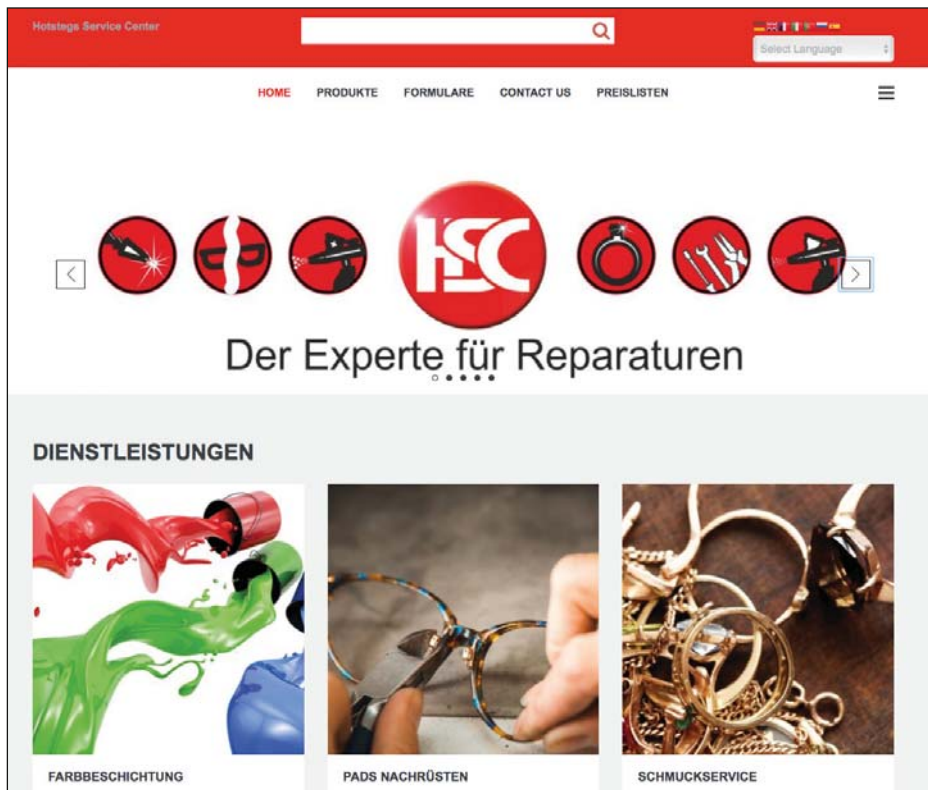 Hotstegs Service Center
Select Language
HOME PRODUKTE FORMULARE CONTACT US PREISLISTEN
HSC
Der Experte für Reparaturen
DIENSTLEISTUNGEN
FARBBESCHICHTUNG PADS NACHRÜSTEN SCHMUCKSERVICE